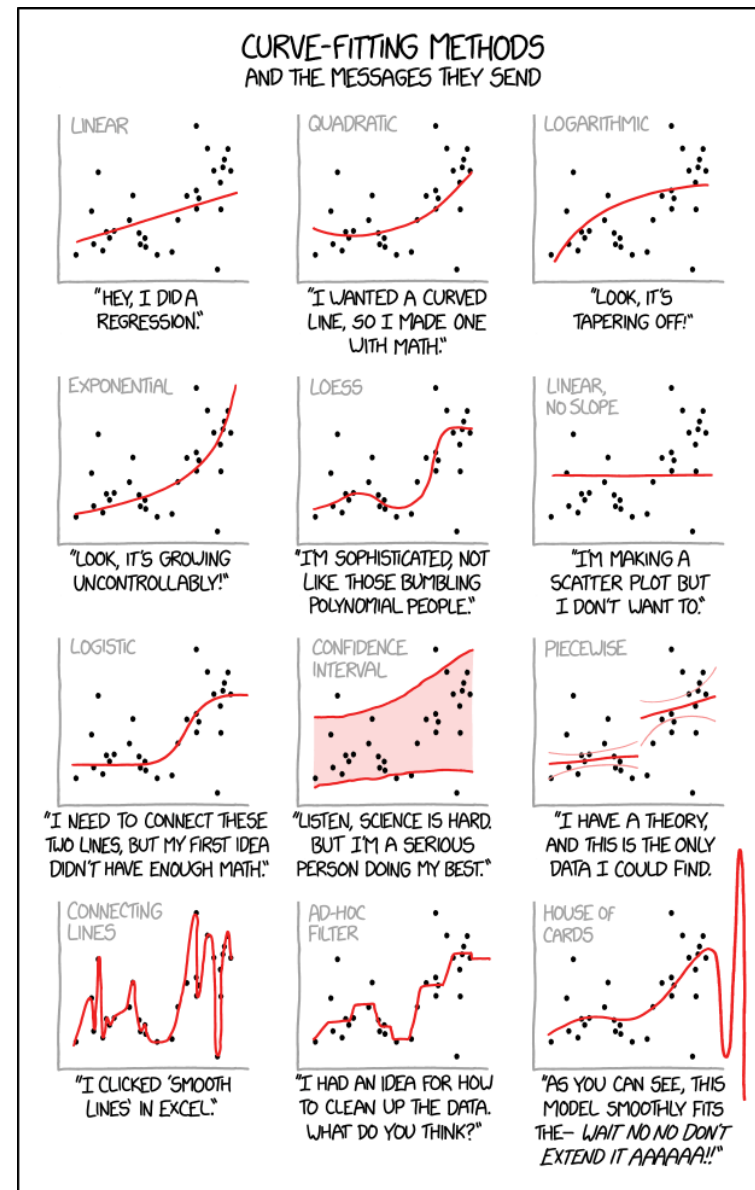 CURVE-FITTING METHODS
AND THE MESSAGES THEY SEND
LINEAR
"HEY, I DID A
REGRESSION."
QUADRATIC
"I WANTED A CURVED
LINE, SO I MADE ONE
WITH MATH."
LOGARITHMIC
"LOOK, IT'S
TAPERING OFF!"
EXPONENTIAL
"LOOK, IT'S GROWING
UNCONTROLLABLY!"
LOESS
"I'M SOPHISTICATED, NOT
LIKE THOSE BUMBLING
POLYNOMIAL PEOPLE."
LINEAR,
NO SLOPE
"I'M MAKING A
SCATTER PLOT BUT
I DON'T WANT TO."
LOGISTIC
"I NEED TO CONNECT THESE
TWO LINES, BUT MY FIRST IDEA
DIDN'T HAVE ENOUGH MATH."
CONFIDENCE
INTERVAL
"LISTEN, SCIENCE IS HARD.
BUT I'M A SERIOUS
PERSON DOING MY BEST."
PIECEWISE
"I HAVE A THEORY,
AND THIS IS THE ONLY
DATA I COULD FIND.
CONNECTING
LINES
"I CLICKED 'SMOOTH
LINES' IN EXCEL."
AD-HOC
FILTER
"I HAD AN IDEA FOR HOW
TO CLEAN UP THE DATA.
WHAT DO YOU THINK?"
HOUSE OF
CARDS
"AS YOU CAN SEE, THIS
MODEL SMOOTHLY FITS
THE- WAIT NO NO DON'T
EXTEND IT AAAAAA!!"